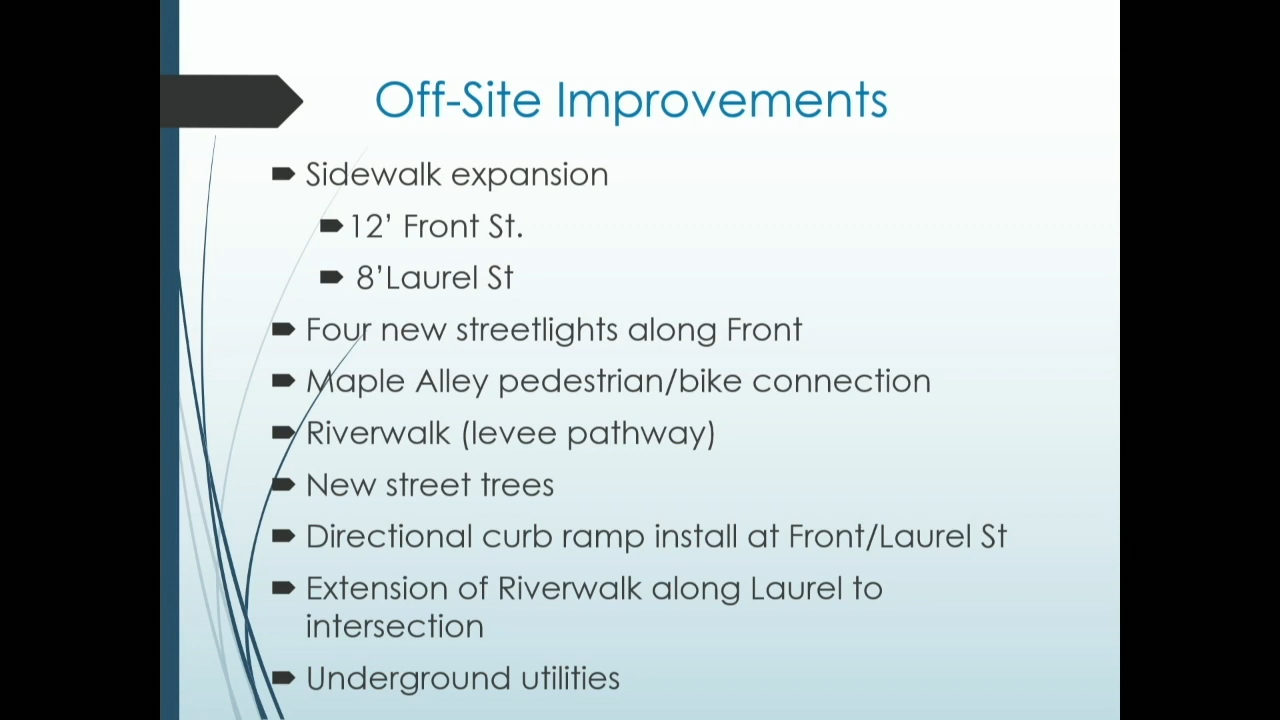 Off-Site Improvements
Sidewalk expansion
12’ Front St.
8’Laurel St
Four new streetlights along Front
Maple Alley pedestrian/bike connection
Riverwalk (levee pathway)
New street trees
Directional curb ramp install at Front/Laurel St
Extension of Riverwalk along Laurel to
intersection
Underground utilities